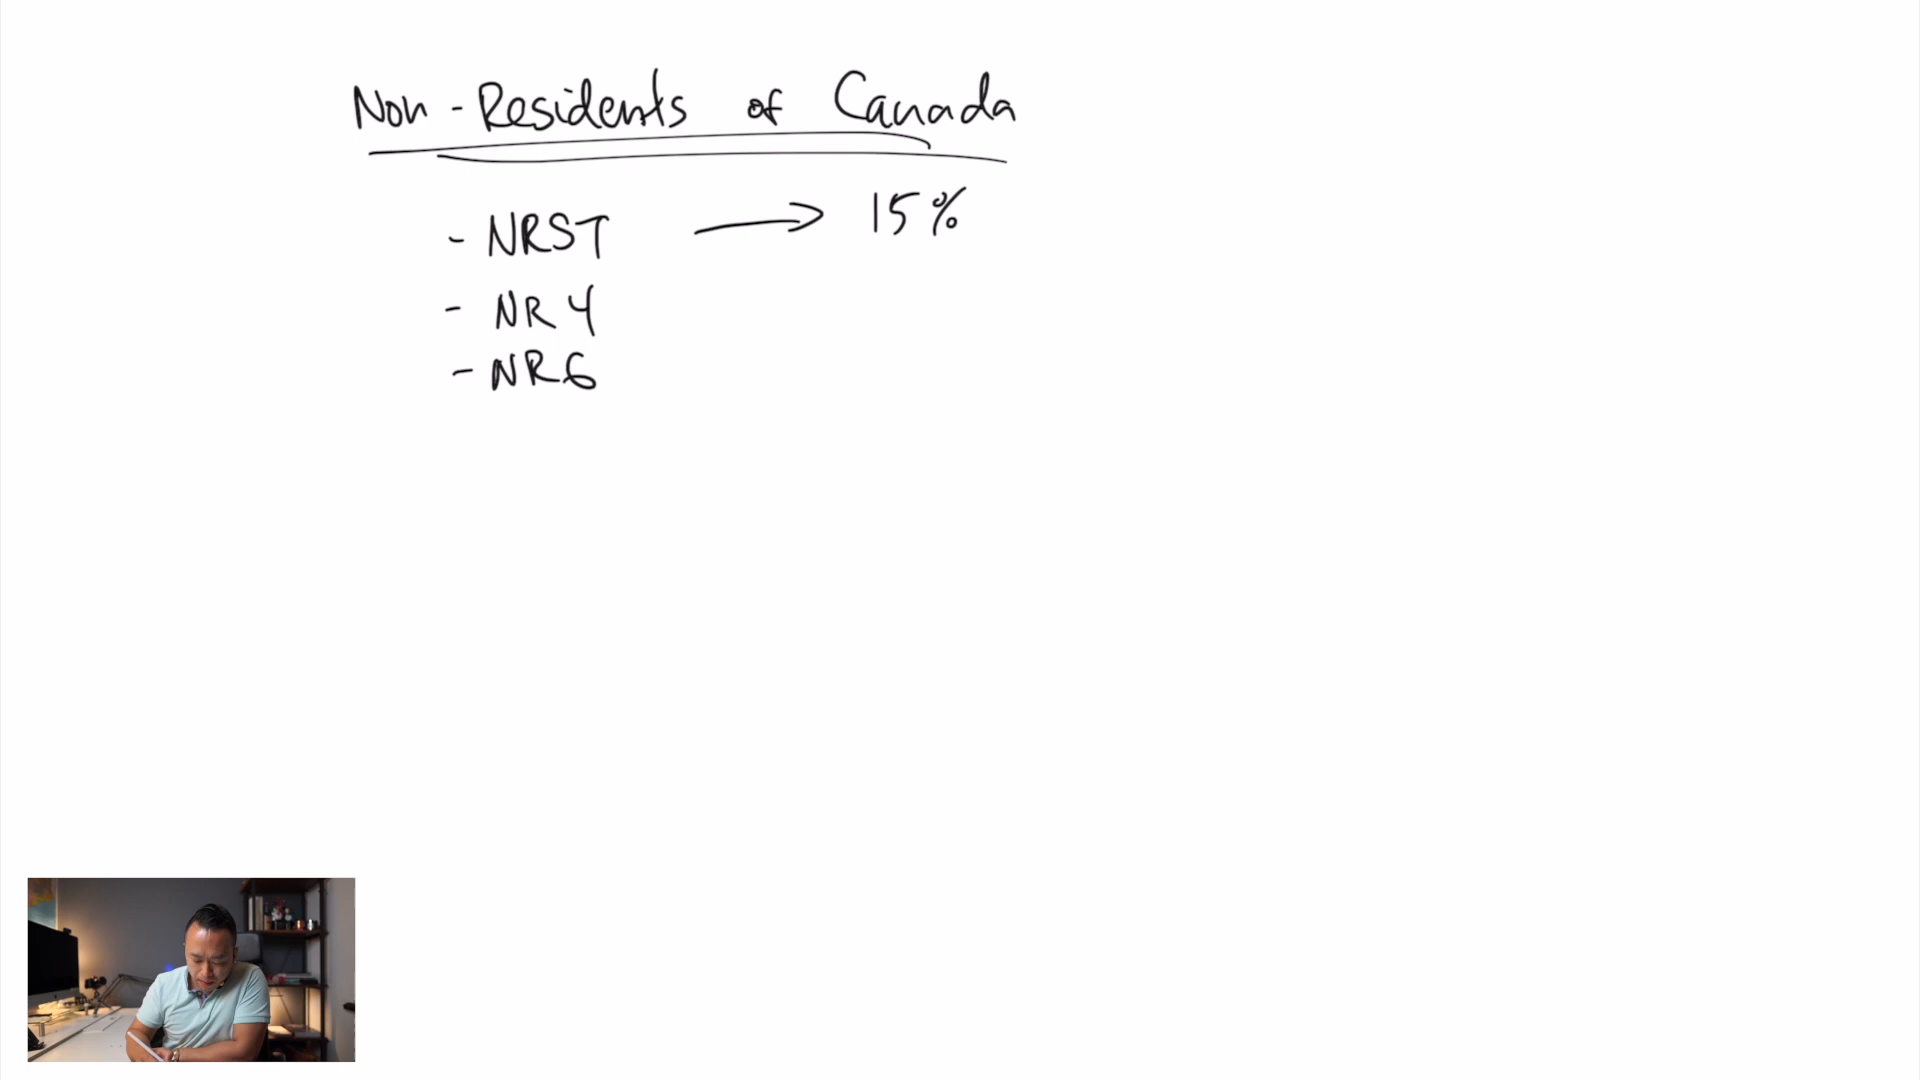 Non-Residents of Canada
- NRST → 15%
- NR4
- NR6